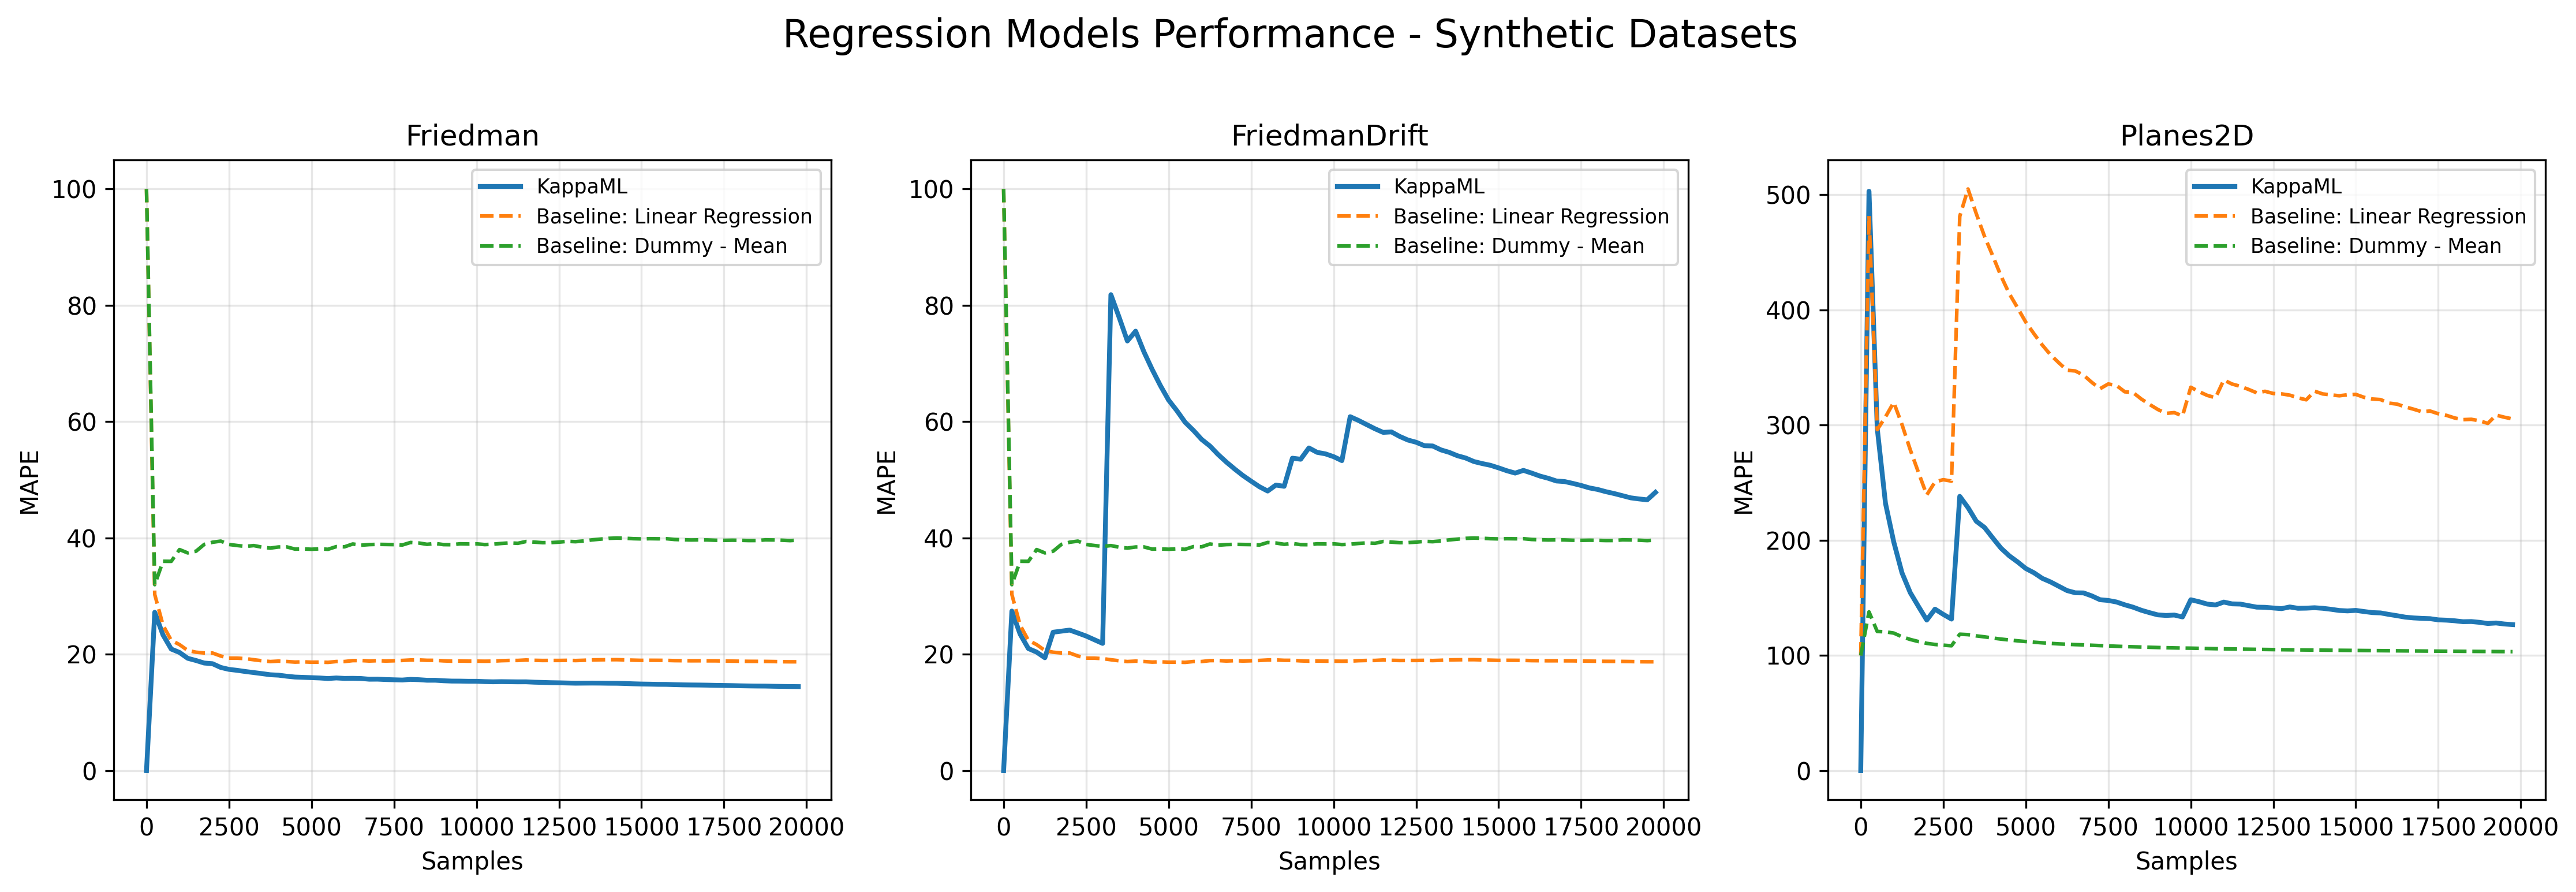 Regression Models Performance - Synthetic Datasets
Friedman
MAPE
100
80
60
40
20
0
KappaML
Baseline: Linear Regression
Baseline: Dummy - Mean
0 2500 5000 7500 10000 12500 15000 17500 20000
Samples
FriedmanDrift
MAPE
100
80
60
40
20
0
KappaML
Baseline: Linear Regression
Baseline: Dummy - Mean
0 2500 5000 7500 10000 12500 15000 17500 20000
Samples
Planes2D
MAPE
500
400
300
200
100
0
KappaML
Baseline: Linear Regression
Baseline: Dummy - Mean
0 2500 5000 7500 10000 12500 15000 17500 20000
Samples